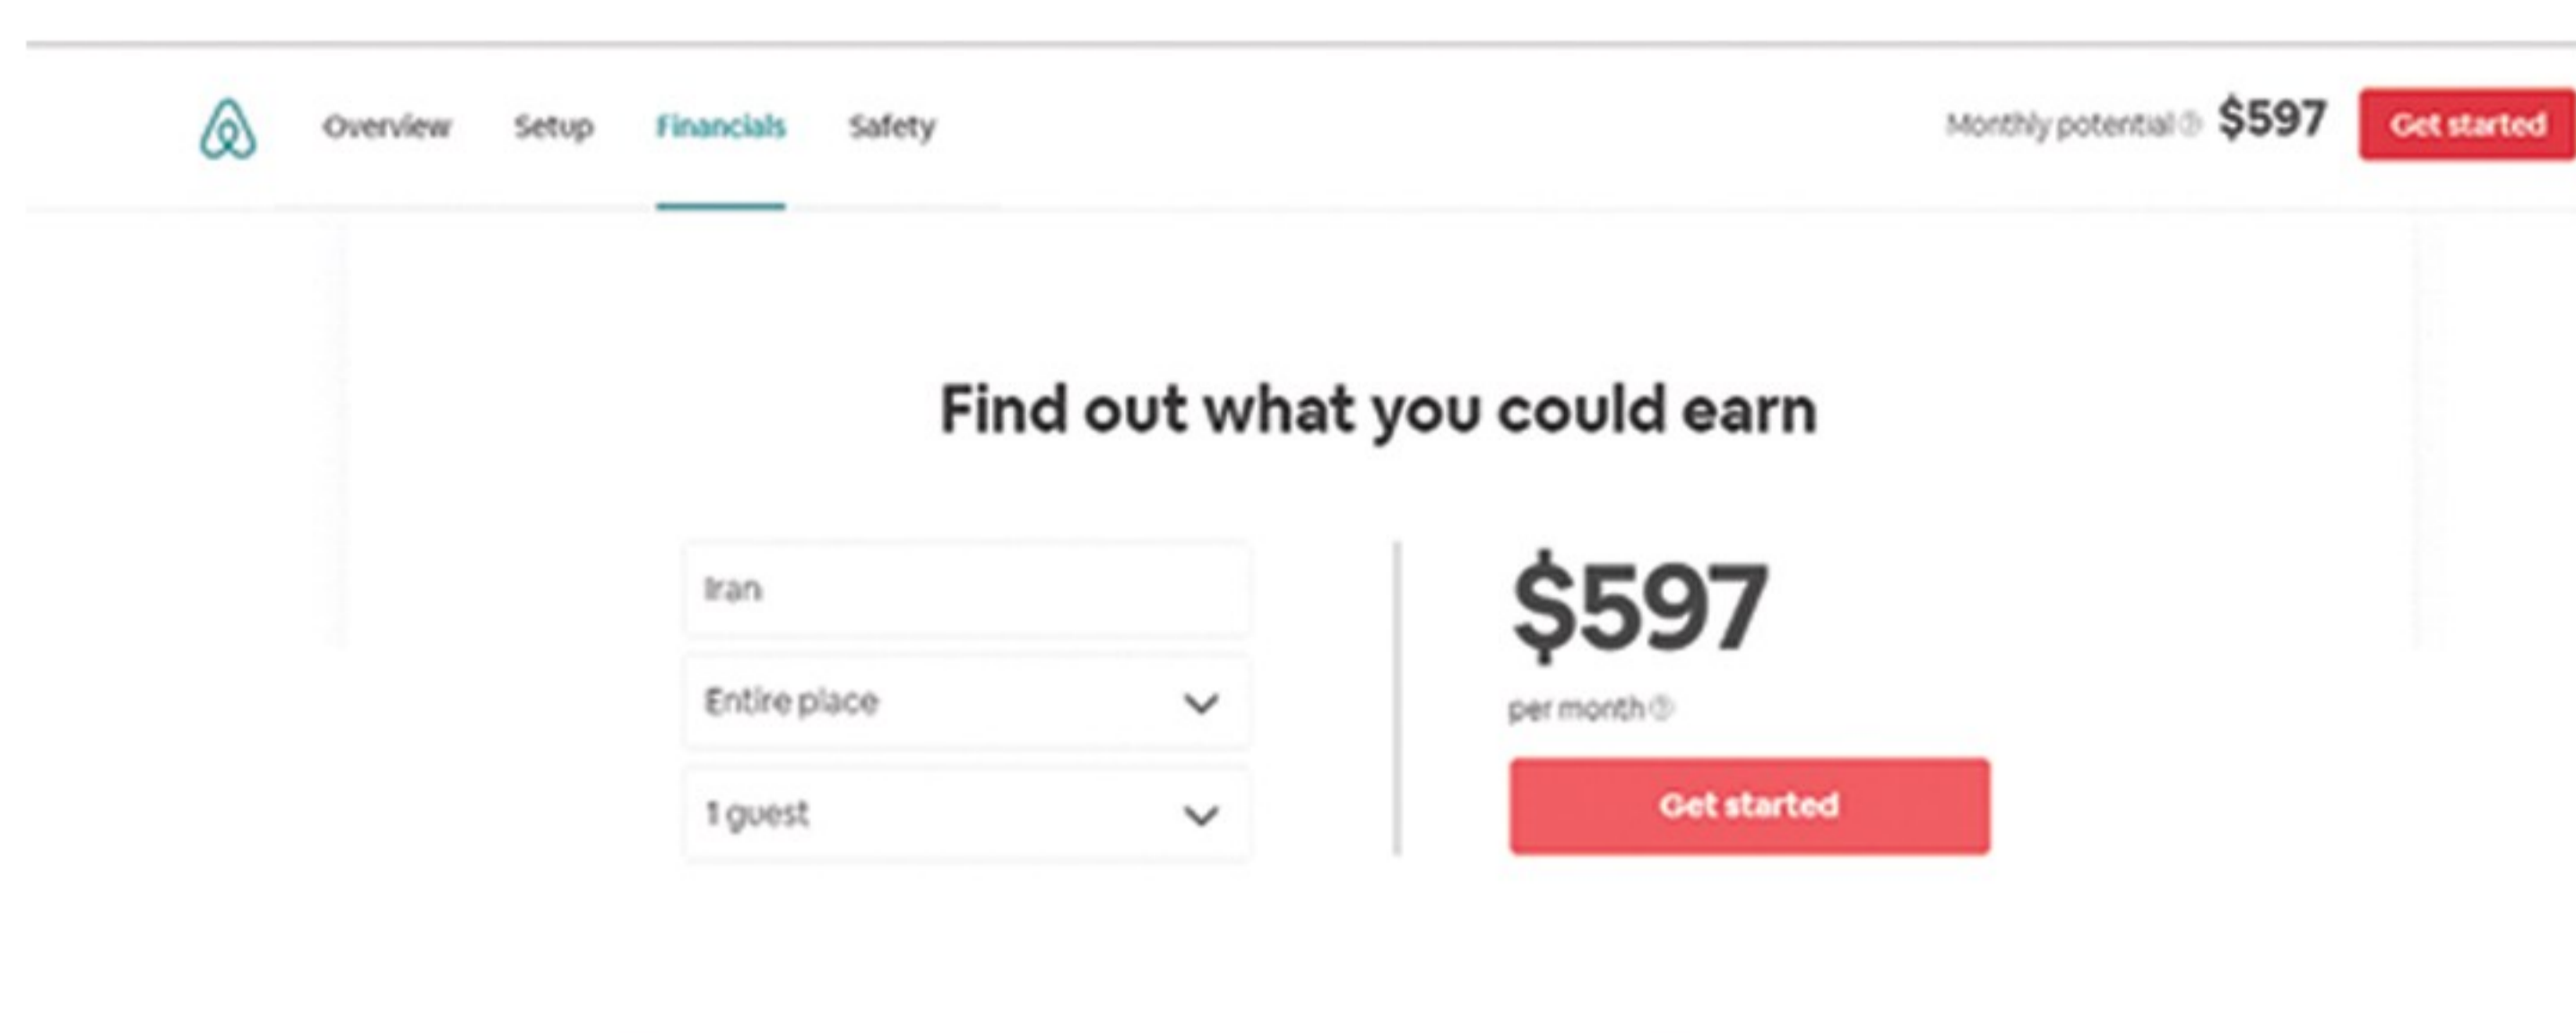 Overview Setup Financials Safety Monthly potential $597 Get started
Find out what you could earn
Iran
Entire place
1 guest
$597
per month
Get started